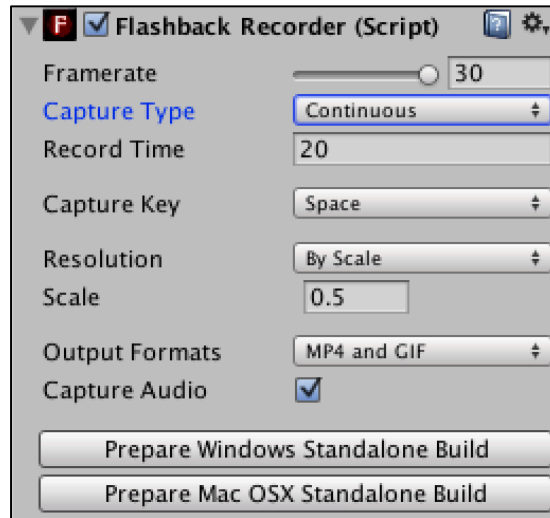 F Flashback Recorder (Script)
Framerate 30
Capture Type Continuous
Record Time 20
Capture Key Space
Resolution By Scale
Scale 0.5
Output Formats MP4 and GIF
Capture Audio
Prepare Windows Standalone Build
Prepare Mac OSX Standalone Build